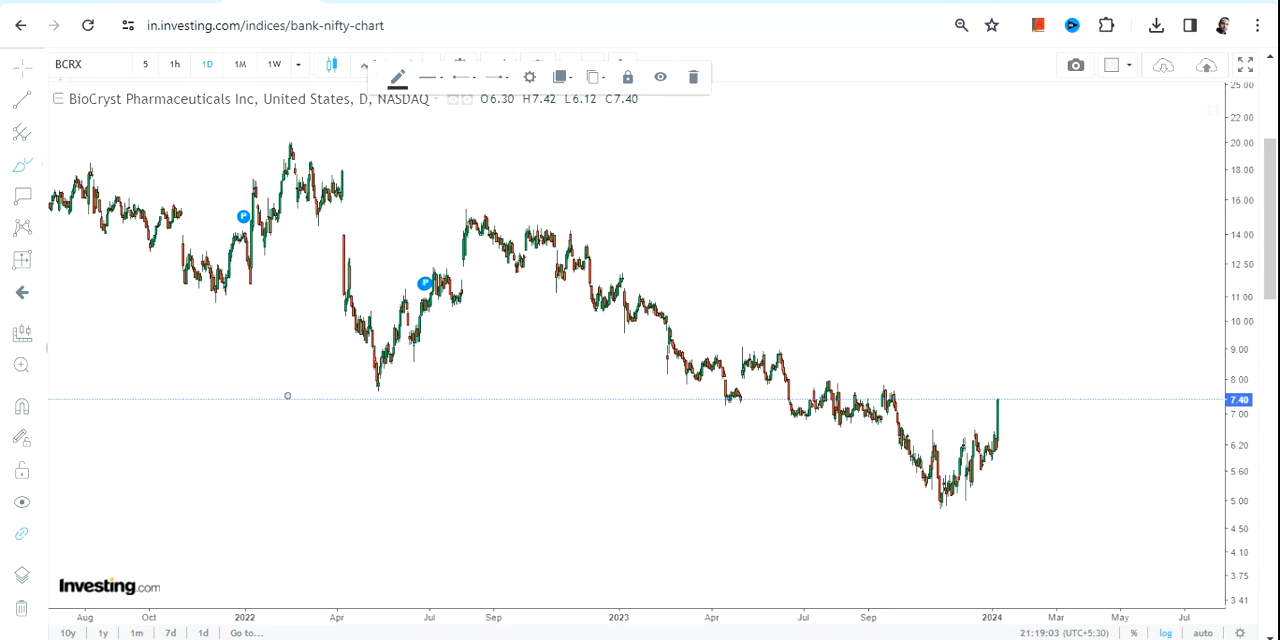 in.investing.com/indices/bank-nifty-chart
BCRX 5 1h 1D 1M 1W
BioCryst Pharmaceuticals Inc, United States, D, NASDAQ O6.30 H7.42 L6.12 C7.40
25.00
22.00
20.00
18.00
16.00
14.00
12.50
11.00
10.00
9.00
8.00
7.40
7.00
6.20
5.60
5.00
4.50
4.10
3.75
3.41
P
P
Investing.com
Aug Oct 2022 Apr Jul Sep 2023 Apr Jul Sep 2024 Mar May Jul
10y 1y 1m 7d 1d Go to... 21:19:03 (UTC+5:30) % log auto